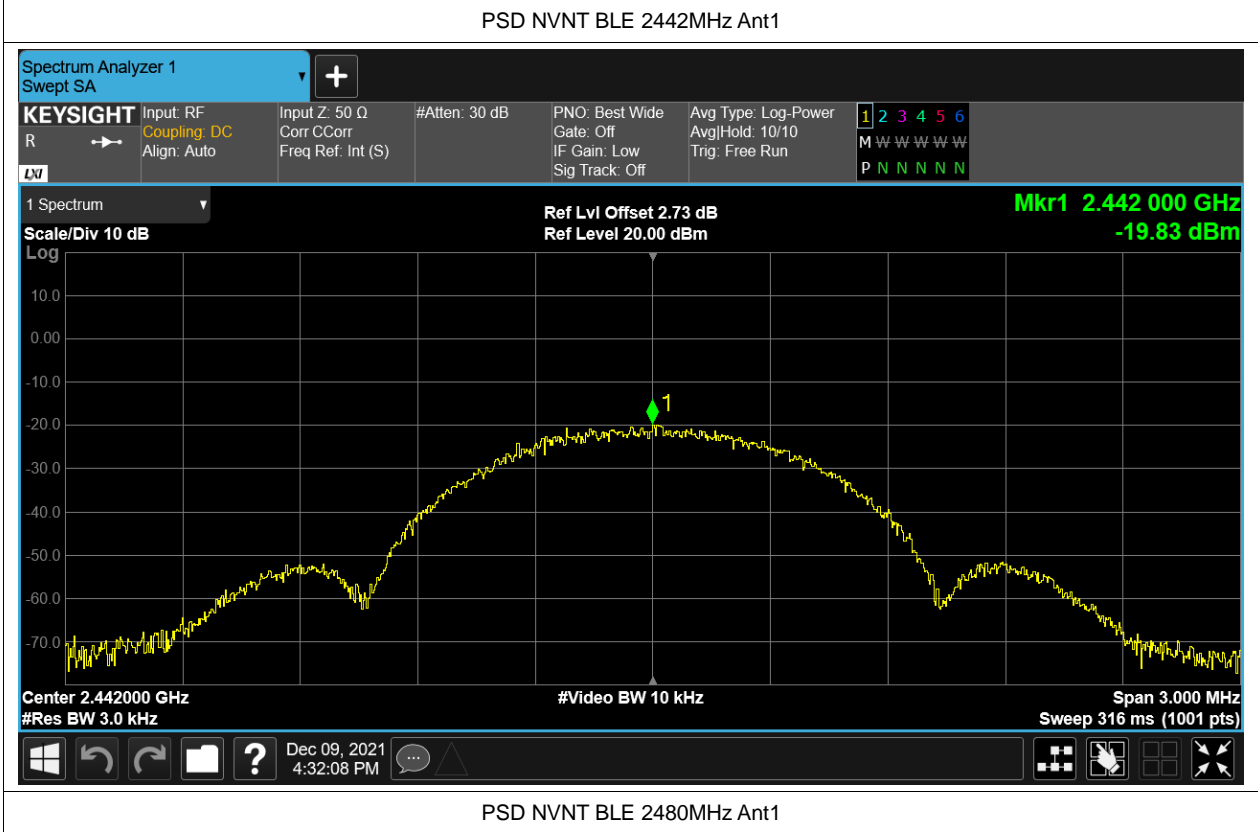 PSD NVNT BLE 2442MHz Ant1
Spectrum Analyzer 1
Swept SA
KEYSIGHT
R
LXI
Input: RF
Coupling: DC
Align: Auto
Input Z: 50 Ω
Corr CCorr
Freq Ref: Int (S)
#Atten: 30 dB
PNO: Best Wide
Gate: Off
IF Gain: Low
Sig Track: Off
Avg Type: Log-Power
Avg|Hold: 10/10
Trig: Free Run
1 2 3 4 5 6
M W W W W W
P N N N N N
1 Spectrum
Scale/Div 10 dB
Log
Ref Lvl Offset 2.73 dB
Ref Level 20.00 dBm
Mkr1 2.442 000 GHz
-19.83 dBm
10.0
0.00
-10.0
-20.0
-30.0
-40.0
-50.0
-60.0
-70.0
1
Center 2.442000 GHz
#Res BW 3.0 kHz
#Video BW 10 kHz
Span 3.000 MHz
Sweep 316 ms (1001 pts)
?
Dec 09, 2021
4:32:08 PM
PSD NVNT BLE 2480MHz Ant1